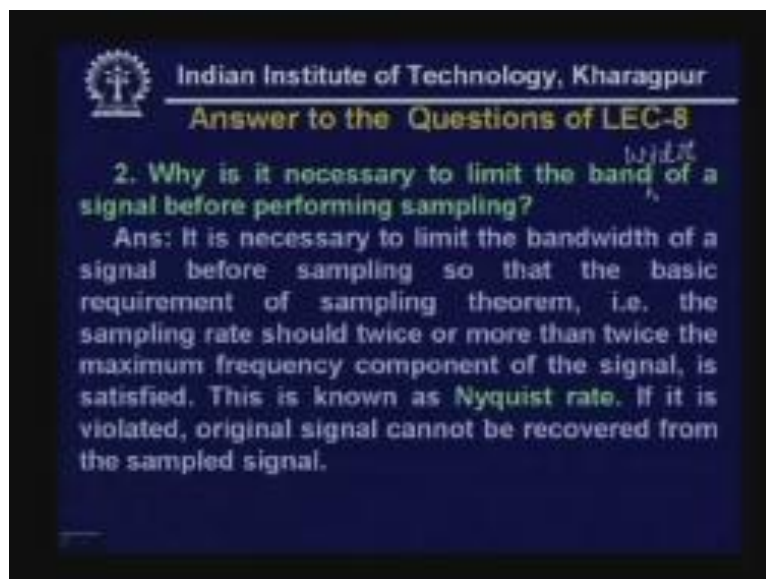 Indian Institute of Technology, Kharagpur
Answer to the Questions of LEC-8
width
2. Why is it necessary to limit the band of a
signal before performing sampling?
Ans: It is necessary to limit the bandwidth of a
signal before sampling so that the basic
requirement of sampling theorem, i.e. the
sampling rate should twice or more than twice the
maximum frequency component of the signal, is
satisfied. This is known as Nyquist rate. If it is
violated, original signal cannot be recovered from
the sampled signal.